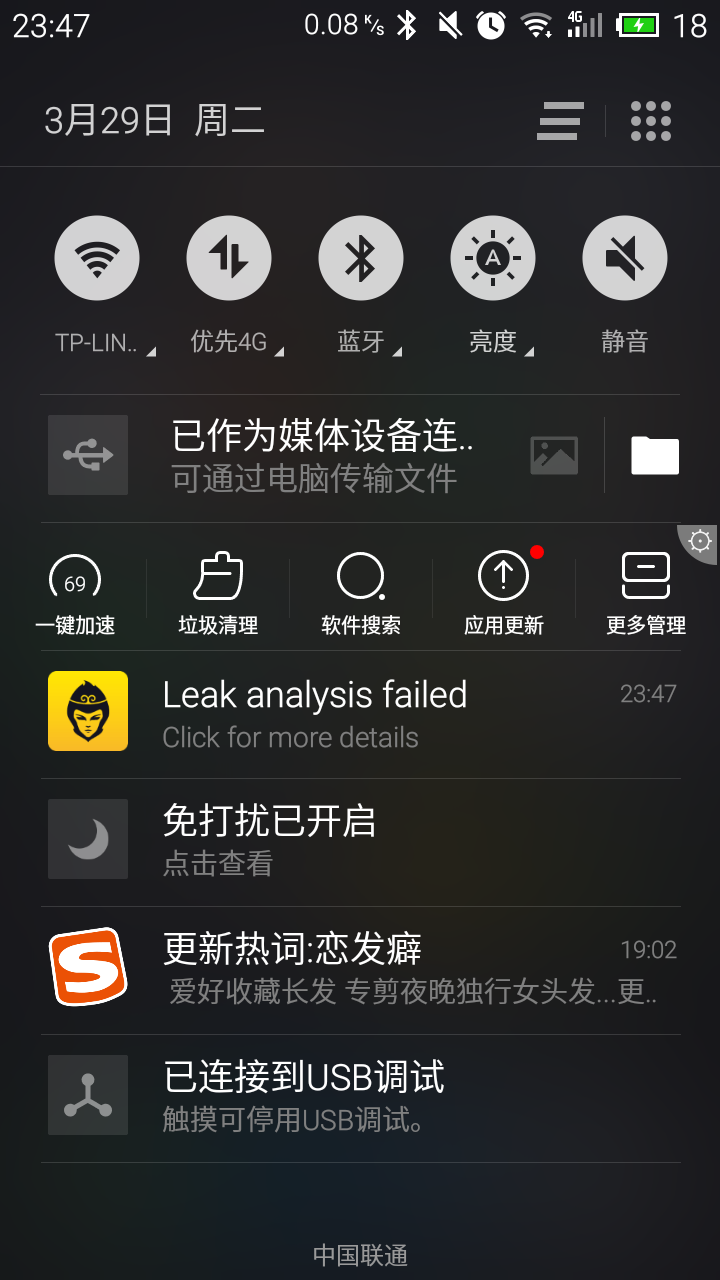 23:47 0.08 K/s 4G 18
3月29日 周二
A
TP-LIN.. 优先4G 蓝牙 亮度 静音
已作为媒体设备连..
可通过电脑传输文件
69
一键加速 垃圾清理 软件搜索 应用更新 更多管理
Leak analysis failed 23:47
Click for more details
免打扰已开启
点击查看
更新热词:恋发癖 19:02
爱好收藏长发 专剪夜晚独行女头发...更..
已连接到USB调试
触摸可停用USB调试。
中国联通